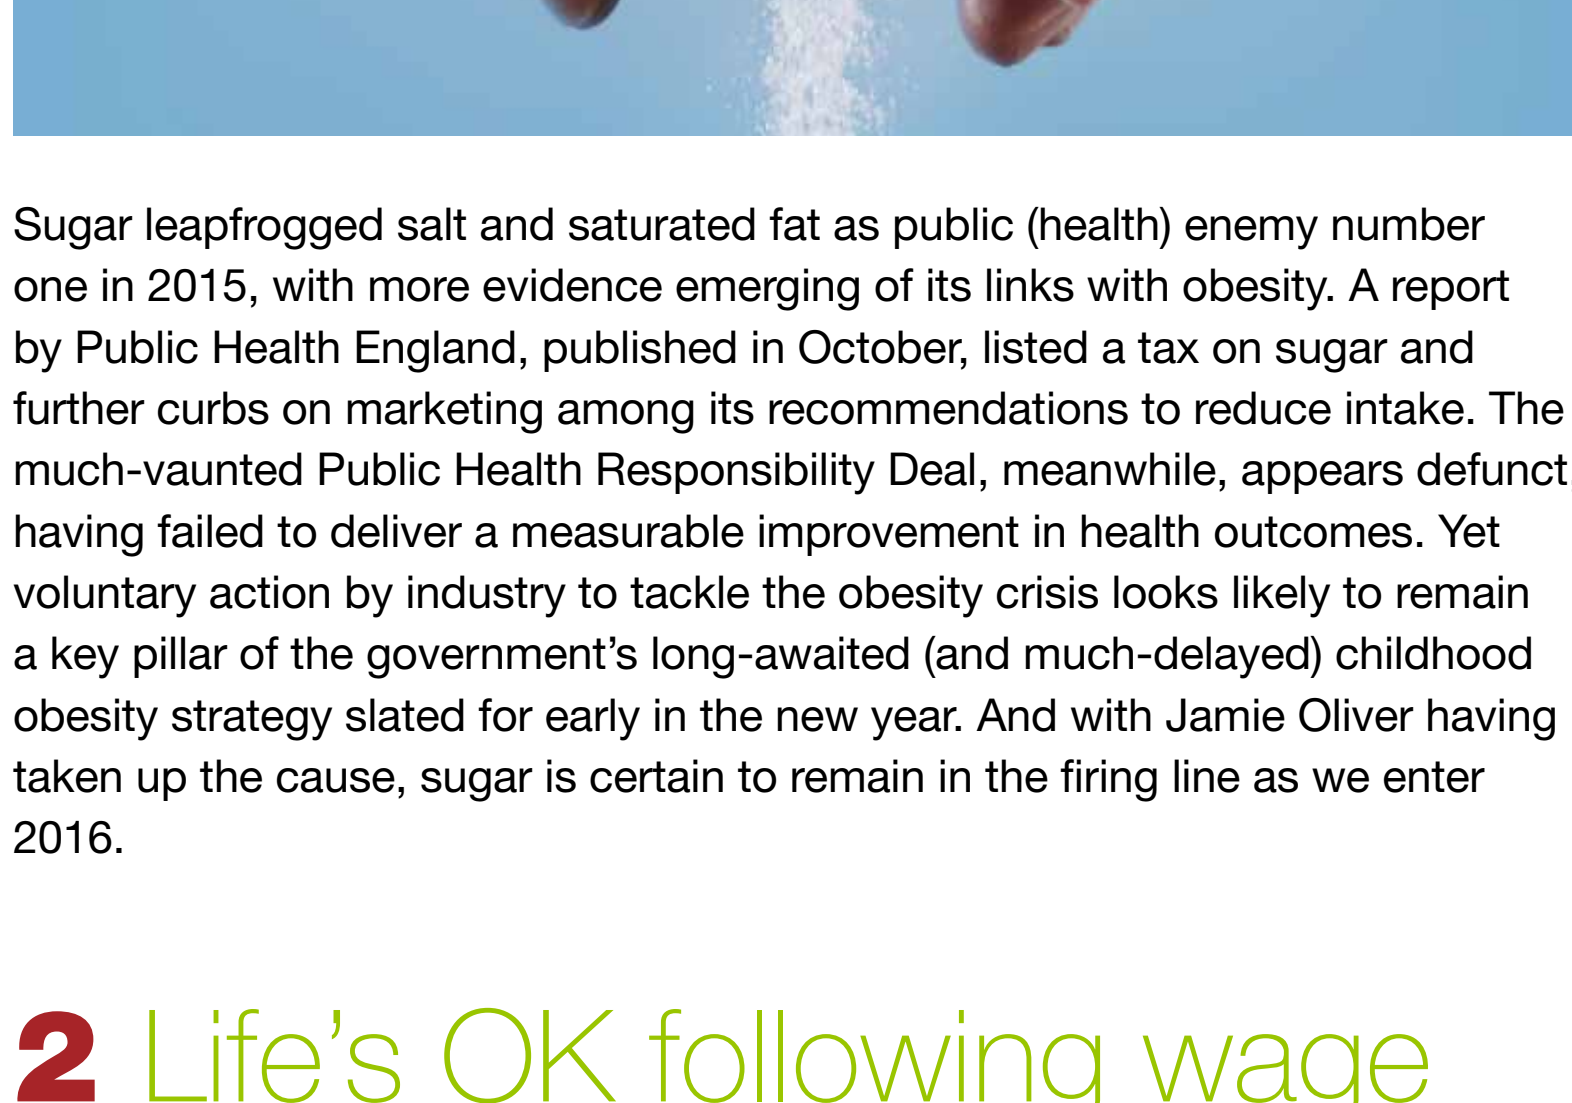 Sugar leapfrogged salt and saturated fat as public (health) enemy number
one in 2015, with more evidence emerging of its links with obesity. A report
by Public Health England, published in October, listed a tax on sugar and
further curbs on marketing among its recommendations to reduce intake. The
much-vaunted Public Health Responsibility Deal, meanwhile, appears defunct,
having failed to deliver a measurable improvement in health outcomes. Yet
voluntary action by industry to tackle the obesity crisis looks likely to remain
a key pillar of the government’s long-awaited (and much-delayed) childhood
obesity strategy slated for early in the new year. And with Jamie Oliver having
taken up the cause, sugar is certain to remain in the firing line as we enter
2016.
2 Life’s OK following wage